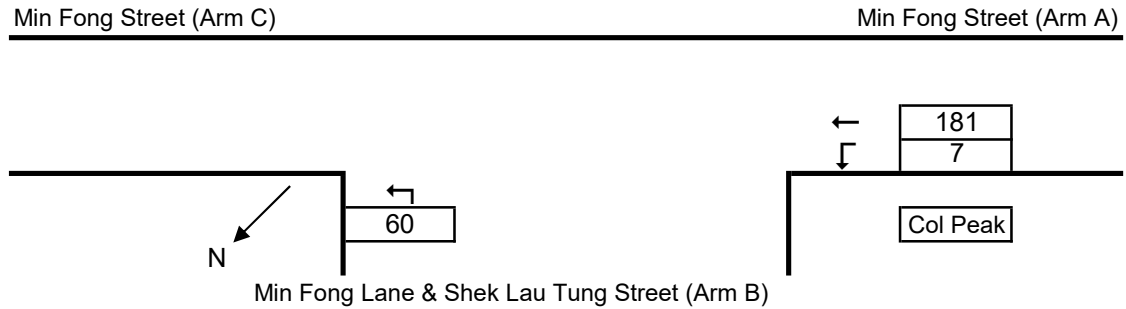 Min Fong Street (Arm C)
Min Fong Street (Arm A)
181
7
60
Col Peak
N
Min Fong Lane & Shek Lau Tung Street (Arm B)